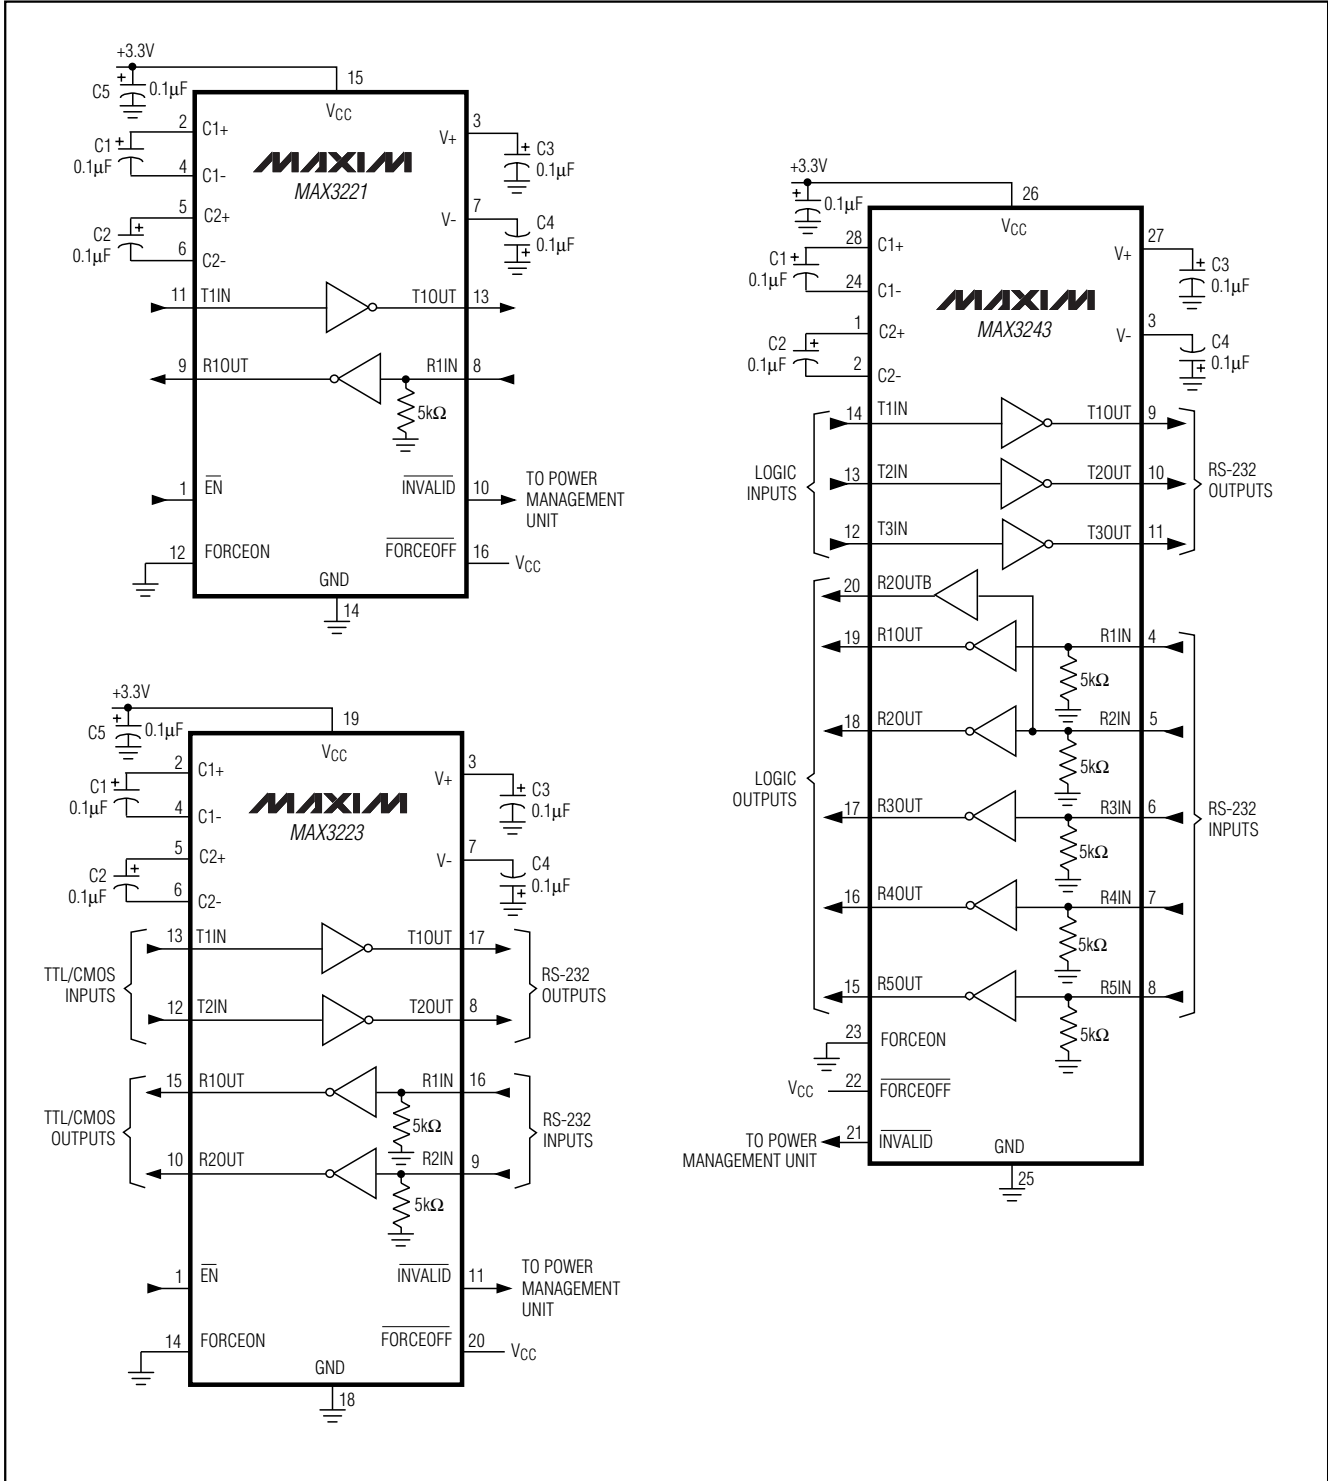 +3.3V
C5
+
0.1µF
15
VCC
2
C1+
C1
+
0.1µF
4
C1-
5
C2+
C2
+
0.1µF
6
C2-
MAXIM
MAX3221
V+
3
+
C3
0.1µF
V-
7
C4
0.1µF
+
11
T1IN
T1OUT
13
9
R1OUT
R1IN
8
5kΩ
1
EN
INVALID
10
TO POWER
MANAGEMENT
UNIT
12
FORCEON
FORCEOFF
16
VCC
GND
14
+3.3V
C5
+
0.1µF
19
VCC
2
C1+
C1
+
0.1µF
4
C1-
5
C2+
C2
+
0.1µF
6
C2-
MAXIM
MAX3223
V+
3
+
C3
0.1µF
V-
7
C4
0.1µF
+
TTL/CMOS
INPUTS
13
T1IN
T1OUT
17
12
T2IN
T2OUT
8
RS-232
OUTPUTS
TTL/CMOS
OUTPUTS
15
R1OUT
R1IN
16
5kΩ
10
R2OUT
R2IN
9
5kΩ
RS-232
INPUTS
1
EN
INVALID
11
TO POWER
MANAGEMENT
UNIT
14
FORCEON
FORCEOFF
20
VCC
GND
18
+3.3V
+
0.1µF
26
VCC
28
C1+
C1
+
0.1µF
24
C1-
1
C2+
C2
+
0.1µF
2
C2-
MAXIM
MAX3243
V+
27
+
C3
0.1µF
V-
3
C4
0.1µF
+
LOGIC
INPUTS
14
T1IN
T1OUT
9
13
T2IN
T2OUT
10
12
T3IN
T3OUT
11
RS-232
OUTPUTS
LOGIC
OUTPUTS
20
R2OUTB
19
R1OUT
R1IN
4
5kΩ
18
R2OUT
R2IN
5
5kΩ
17
R3OUT
R3IN
6
5kΩ
16
R4OUT
R4IN
7
5kΩ
15
R5OUT
R5IN
8
5kΩ
RS-232
INPUTS
23
FORCEON
VCC
22
FORCEOFF
TO POWER
MANAGEMENT UNIT
21
INVALID
GND
25